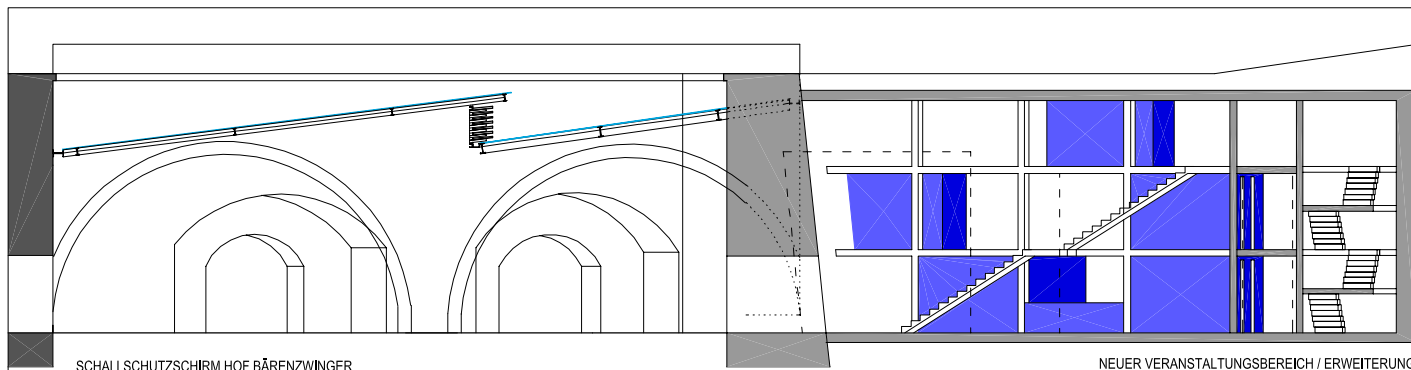 SCHALLSCHUTZSCHIRM HOF BÄRENZWINGER
NEUER VERANSTALTUNGSBEREICH / ERWEITERUNG